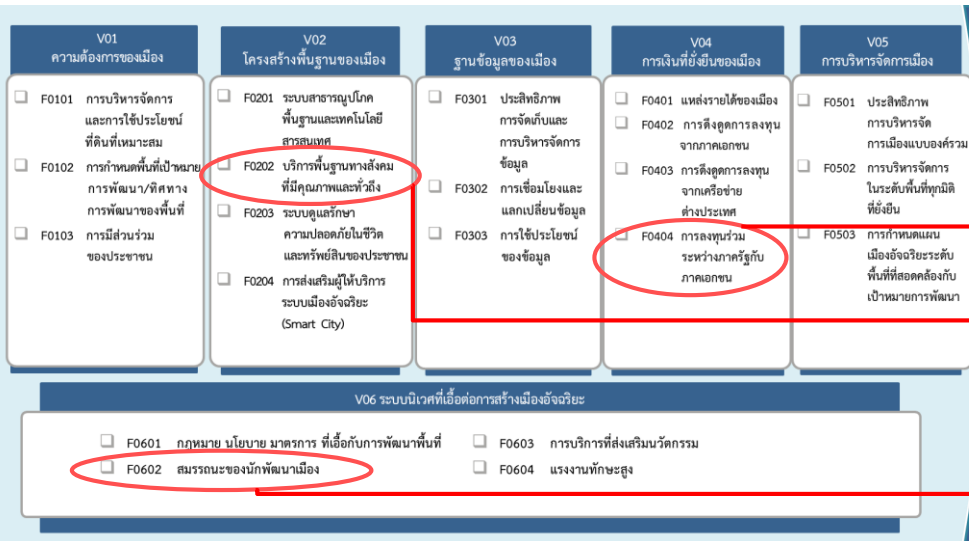 V01
ความต้องการของเมือง
F0101 การบริหารจัดการ
และการใช้ประโยชน์
ที่ดินที่เหมาะสม
F0102 การกำหนดพื้นที่เป้าหมาย
การพัฒนา/ทิศทาง
การพัฒนาของพื้นที่
F0103 การมีส่วนร่วม
ของประชาชน
V02
โครงสร้างพื้นฐานของเมือง
F0201 ระบบสาธารณูปโภค
พื้นฐานและเทคโนโลยี
สารสนเทศ
F0202 บริการพื้นฐานทางสังคม
ที่มีคุณภาพและทั่วถึง
F0203 ระบบดูแลรักษา
ความปลอดภัยในชีวิต
และทรัพย์สินของประชาชน
F0204 การส่งเสริมผู้ให้บริการ
ระบบเมืองอัจฉริยะ
(Smart City)
V03
ฐานข้อมูลของเมือง
F0301 ประสิทธิภาพ
การจัดเก็บและ
การบริหารจัดการ
ข้อมูล
F0302 การเชื่อมโยงและ
แลกเปลี่ยนข้อมูล
F0303 การใช้ประโยชน์
ของข้อมูล
V04
การเงินที่ยั่งยืนของเมือง
F0401 แหล่งรายได้ของเมือง
F0402 การดึงดูดการลงทุน
จากภาคเอกชน
F0403 การดึงดูดการลงทุน
จากเครือข่าย
ต่างประเทศ
F0404 การลงทุนร่วม
ระหว่างภาครัฐกับ
ภาคเอกชน
V05
การบริหารจัดการเมือง
F0501 ประสิทธิภาพ
การบริหารจัด
การเมืองแบบองค์รวม
F0502 การบริหารจัดการ
ในระดับพื้นที่ทุกมิติ
ที่ยั่งยืน
F0503 การกำหนดแผน
เมืองอัจฉริยะระดับ
พื้นที่ที่สอดคล้องกับ
เป้าหมายการพัฒนา
V06 ระบบนิเวศที่เอื้อต่อการสร้างเมืองอัจฉริยะ
F0601 กฎหมาย นโยบาย มาตรการ ที่เอื้อกับการพัฒนาพื้นที่
F0602 สมรรถนะของนักพัฒนาเมือง
F0603 การบริการที่ส่งเสริมนวัตกรรม
F0604 แรงงานทักษะสูง